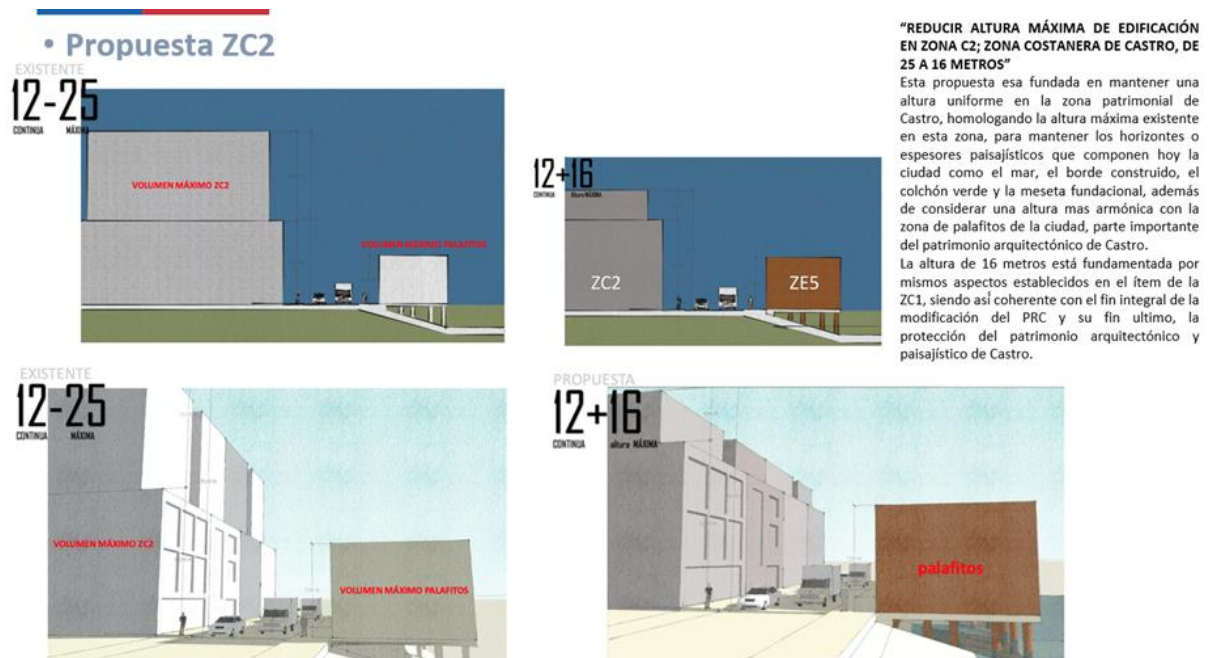 • Propuesta ZC2
EXISTENTE
12-25
CONTINUA MÁXIMA
VOLUMEN MÁXIMO ZC2
VOLUMEN MÁXIMO PALAFITOS
12+16
CONTINUA altura MÁXIMA
ZC2
ZE5
"REDUCIR ALTURA MÁXIMA DE EDIFICACIÓN
EN ZONA C2; ZONA COSTANERA DE CASTRO, DE
25 A 16 METROS"
Esta propuesta esa fundada en mantener una
altura uniforme en la zona patrimonial de
Castro, homologando la altura máxima existente
en esta zona, para mantener los horizontes o
espesores paisajísticos que componen hoy la
ciudad como el mar, el borde construido, el
colchón verde y la meseta fundacional, además
de considerar una altura mas armónica con la
zona de palafitos de la ciudad, parte importante
del patrimonio arquitectónico de Castro.
La altura de 16 metros está fundamentada por
mismos aspectos establecidos en el ítem de la
ZC1, siendo así coherente con el fin integral de la
modificación del PRC y su fin ultimo, la
protección del patrimonio arquitectónico y
paisajístico de Castro.
EXISTENTE
12-25
CONTINUA MÁXIMA
VOLUMEN MÁXIMO ZC2
VOLUMEN MÁXIMO PALAFITOS
PROPUESTA
12+16
CONTINUA altura MÁXIMA
palafitos